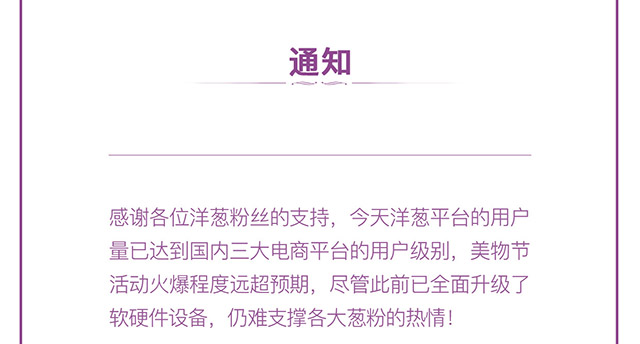 通知
感谢各位洋葱粉丝的支持，今天洋葱平台的用户
量已达到国内三大电商平台的用户级别，美物节
活动火爆程度远超预期，尽管此前已全面升级了
软硬件设备，仍难支撑各大葱粉的热情！